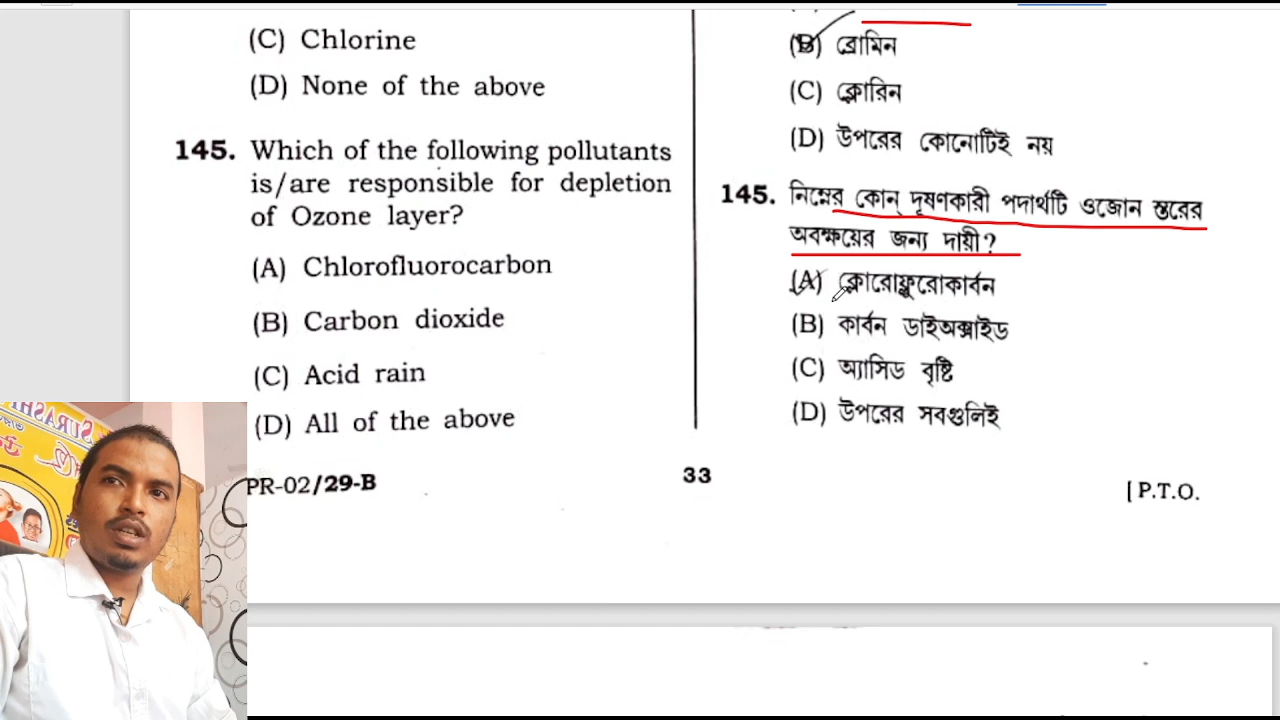 (C) Chlorine
(D) None of the above
145. Which of the following pollutants
is/are responsible for depletion
of Ozone layer?
(A) Chlorofluorocarbon
(B) Carbon dioxide
(C) Acid rain
(D) All of the above
(B) ব্রোমিন
(C) ক্লোরিন
(D) উপরের কোনোটিই নয়
145. নিম্নের কোন্ দূষণকারী পদার্থটি ওজোন স্তরের
অবক্ষয়ের জন্য দায়ী?
(A) ক্লোরোফ্লুরোকার্বন
(B) কার্বন ডাইঅক্সাইড
(C) অ্যাসিড বৃষ্টি
(D) উপরের সবগুলিই
PR-02/29-B
33
[ P.T.O.
SURASH